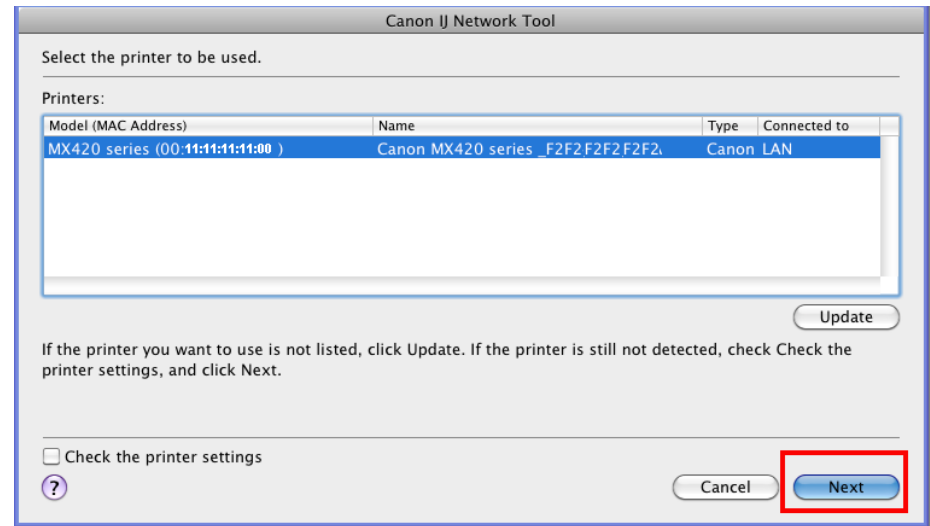 Canon IJ Network Tool
Select the printer to be used.
Printers:
Model (MAC Address) Name Type Connected to
MX420 series (00:11:11:11:11:00 ) Canon MX420 series _F2F2F2F2F2F2 Canon LAN
Update
If the printer you want to use is not listed, click Update. If the printer is still not detected, check Check the
printer settings, and click Next.
Check the printer settings
? Cancel Next